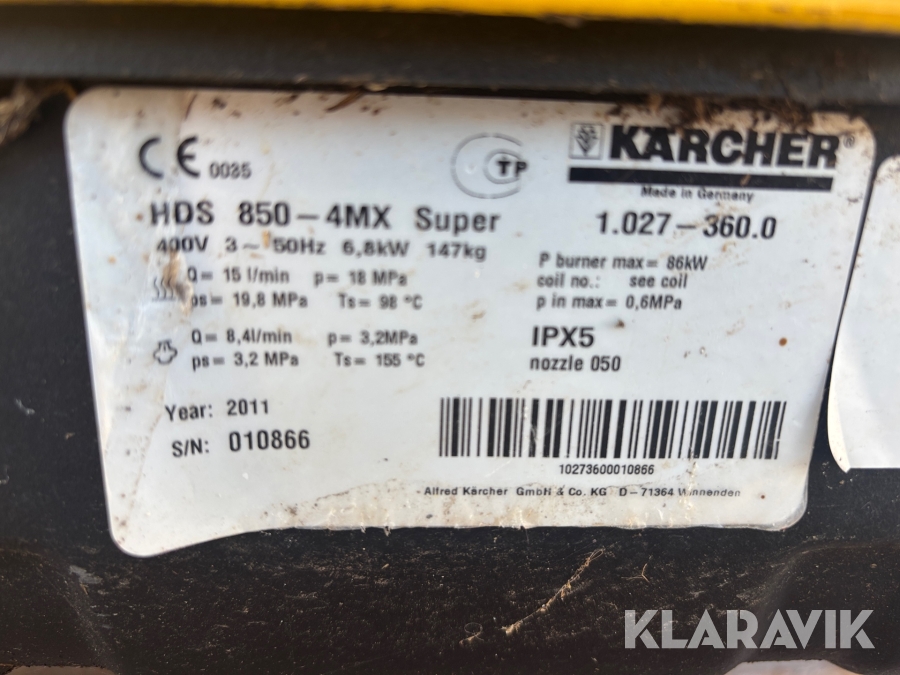 CE 0035
TP
KÄRCHER®
Made in Germany
HDS 850-4MX Super
1.027-360.0
400V 3~ 50Hz 6,8kW 147kg
Q= 15 l/min p= 18 MPa
ps= 19,8 MPa Ts= 98 °C
P burner max= 86kW
coil no.: see coil
p in max= 0,6MPa
Q= 8,4l/min p= 3,2MPa
ps= 3,2 MPa Ts= 155 °C
IPX5
nozzle 050
Year: 2011
S/N: 010866
10273600010866
Alfred Kärcher GmbH & Co. KG D-71364 Winnenden
KLARAVIK